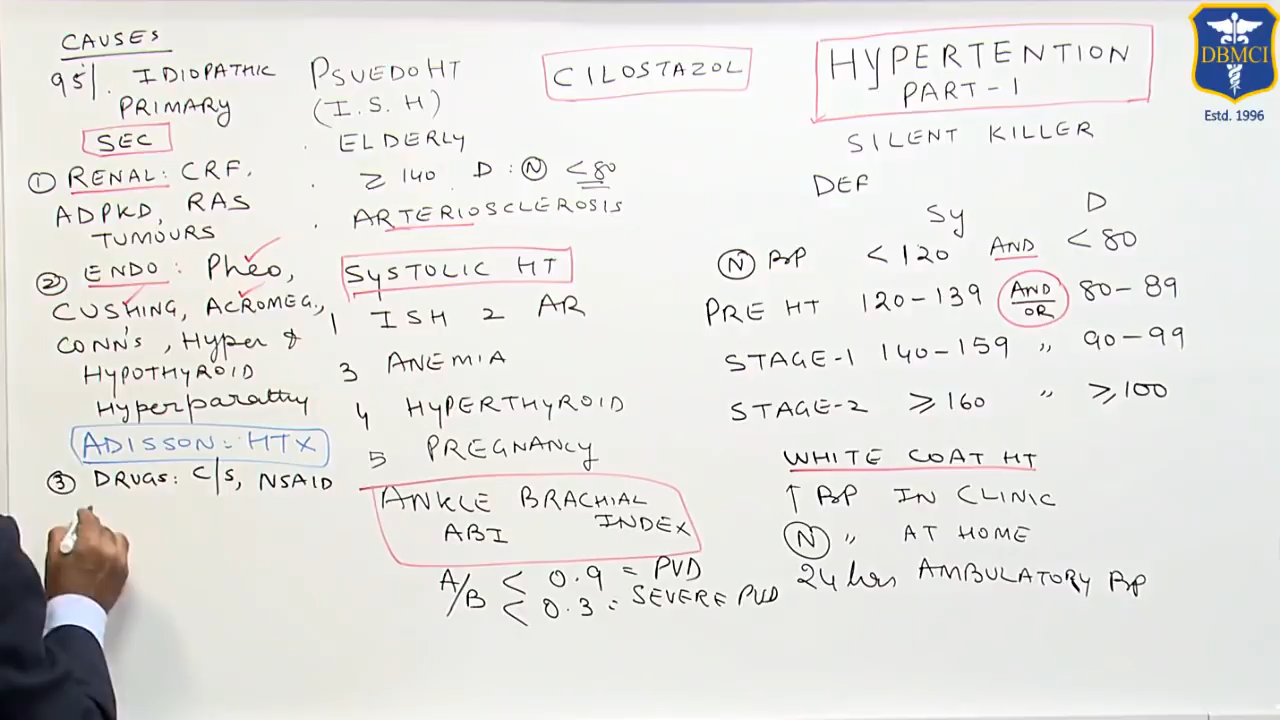 CAUSES
95% IDIOPATHIC
PRIMARY
SEC
① RENAL: CRF,
ADPKD, RAS
TUMOURS
② ENDO: Pheo,
CUSHING, ACROMEG.,
CONN'S, Hyper &
HYPOTHYROID
Hyperparathy
ADISSON = HTX
③ DRUGS: C/S, NSAID
PSUEDOHT
(I.S.H)
. ELDERLY
. ≥ 140 D: Ⓝ <80
. ARTERIOSCLEROSIS
SYSTOLIC HT
1 ISH 2 AR
3 ANEMIA
4 HYPERTHYROID
5 PREGNANCY
ANKLE BRACHIAL
ABI INDEX
A/B < 0.9 = PVD
< 0.3 = SEVERE PVD
CILOSTAZOL
HYPERTENTION
PART-1
SILENT KILLER
DEF
Sy D
Ⓝ BP <120 AND <80
PRE HT 120-139 AND/OR 80-89
STAGE-1 140-159 " 90-99
STAGE-2 ≥160 " ≥100
WHITE COAT HT
↑ BP IN CLINIC
Ⓝ " AT HOME
24 hrs AMBULATORY BP
DBMCI
Estd. 1996